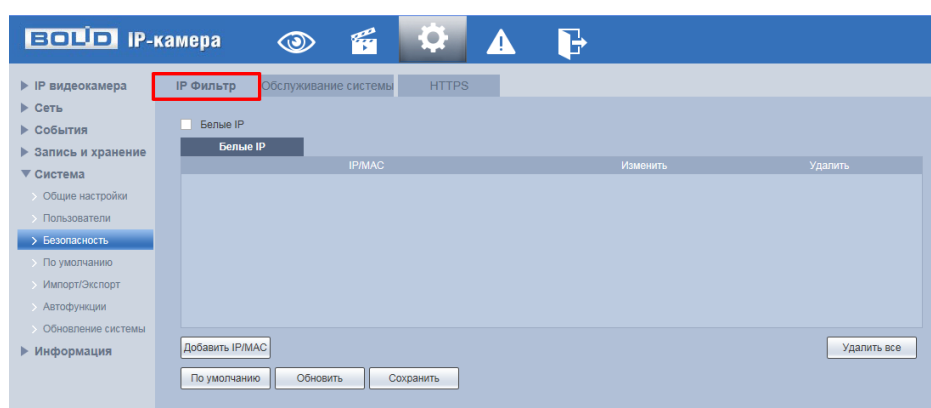 BOLID IP-камера
IP видеокамера
Сеть
События
Запись и хранение
Система
Общие настройки
Пользователи
Безопасность
По умолчанию
Импорт/Экспорт
Автофункции
Обновление системы
Информация
IP Фильтр Обслуживание системы HTTPS
Белые IP
Белые IP
IP/MAC Изменить Удалить
Добавить IP/MAC Удалить все
По умолчанию Обновить Сохранить